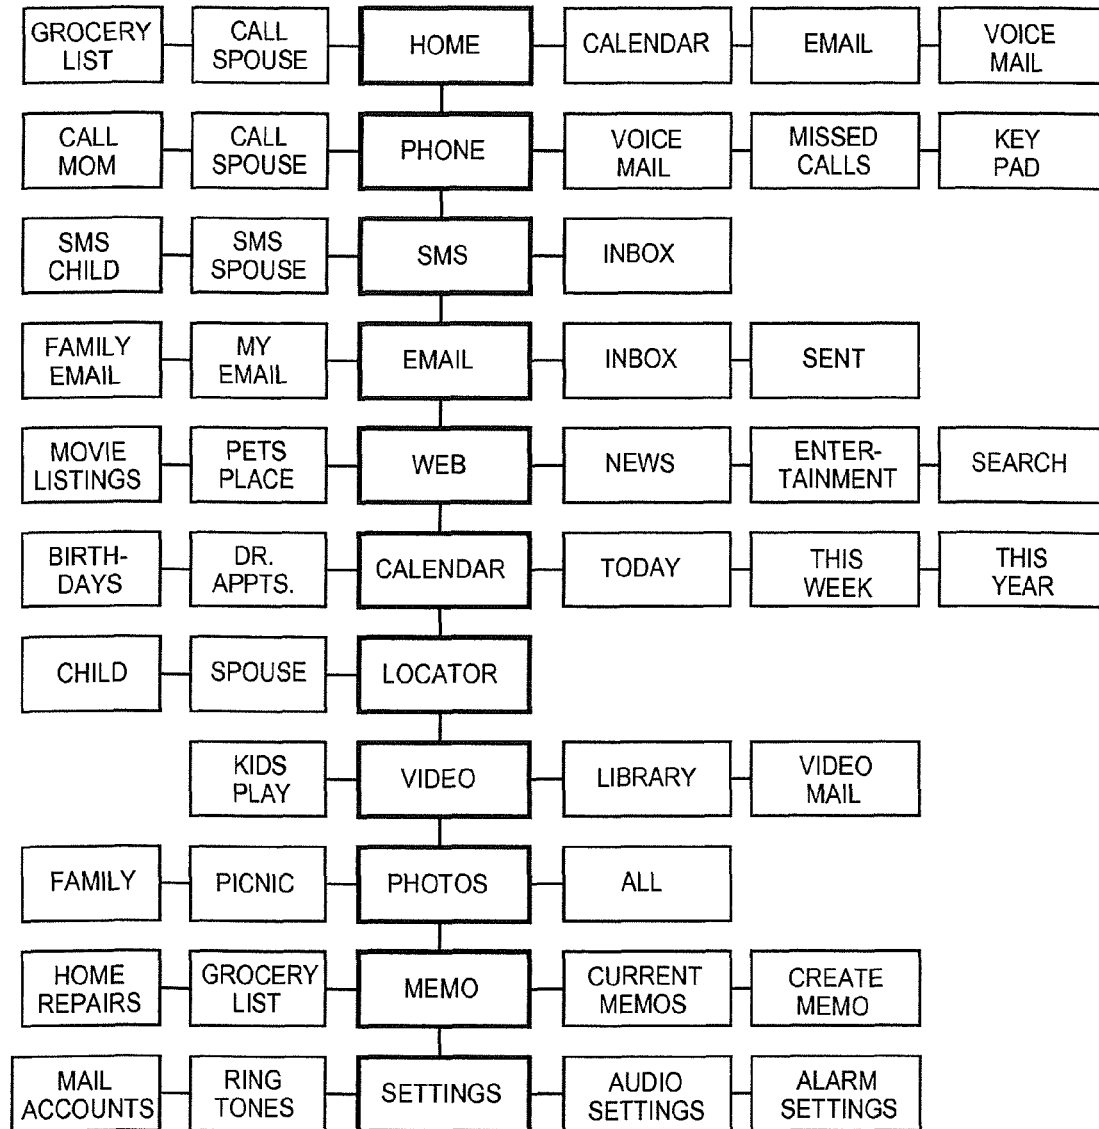 GROCERY
LIST
CALL
SPOUSE
HOME
CALENDAR
EMAIL
VOICE
MAIL
CALL
MOM
CALL
SPOUSE
PHONE
VOICE
MAIL
MISSED
CALLS
KEY
PAD
SMS
CHILD
SMS
SPOUSE
SMS
INBOX
FAMILY
EMAIL
MY
EMAIL
EMAIL
INBOX
SENT
MOVIE
LISTINGS
PETS
PLACE
WEB
NEWS
ENTER-
TAINMENT
SEARCH
BIRTH-
DAYS
DR.
APPTS.
CALENDAR
TODAY
THIS
WEEK
THIS
YEAR
CHILD
SPOUSE
LOCATOR
KIDS
PLAY
VIDEO
LIBRARY
VIDEO
MAIL
FAMILY
PICNIC
PHOTOS
ALL
HOME
REPAIRS
GROCERY
LIST
MEMO
CURRENT
MEMOS
CREATE
MEMO
MAIL
ACCOUNTS
RING
TONES
SETTINGS
AUDIO
SETTINGS
ALARM
SETTINGS